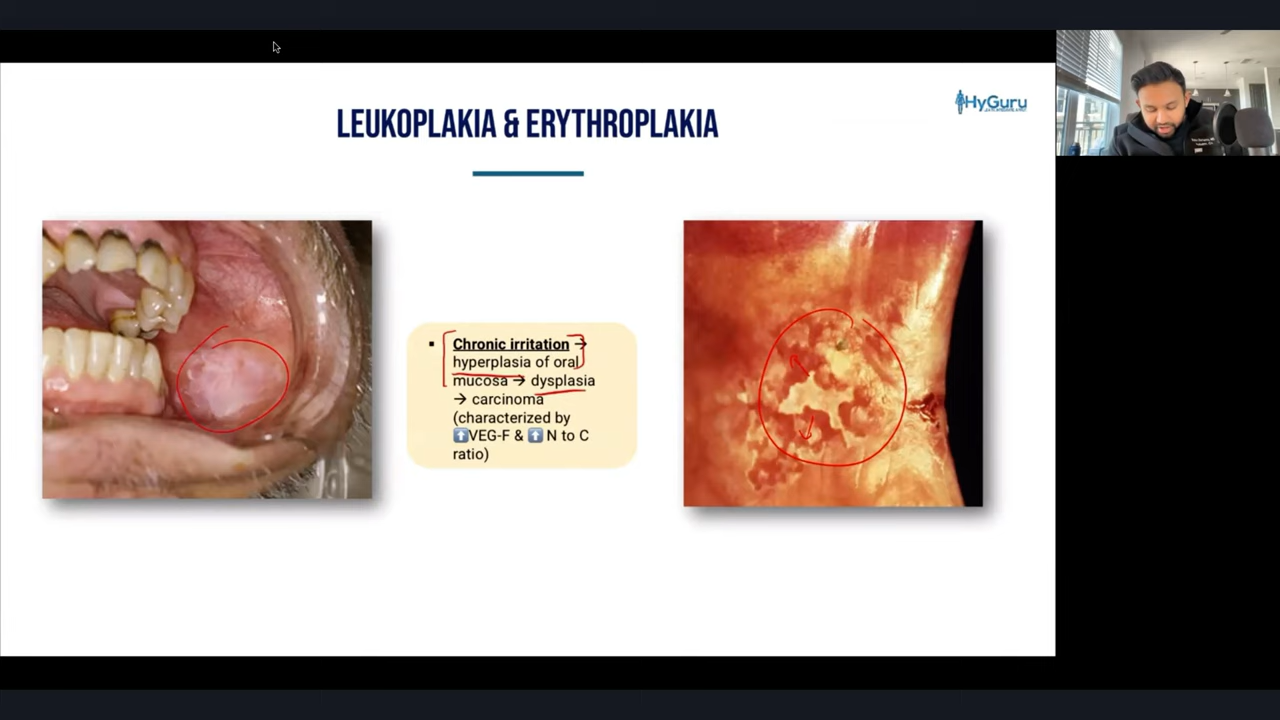 HyGuru
LEUKOPLAKIA & ERYTHROPLAKIA
▪ Chronic irritation →
hyperplasia of oral
mucosa → dysplasia
→ carcinoma
(characterized by
⬆VEG-F & ⬆ N to C
ratio)